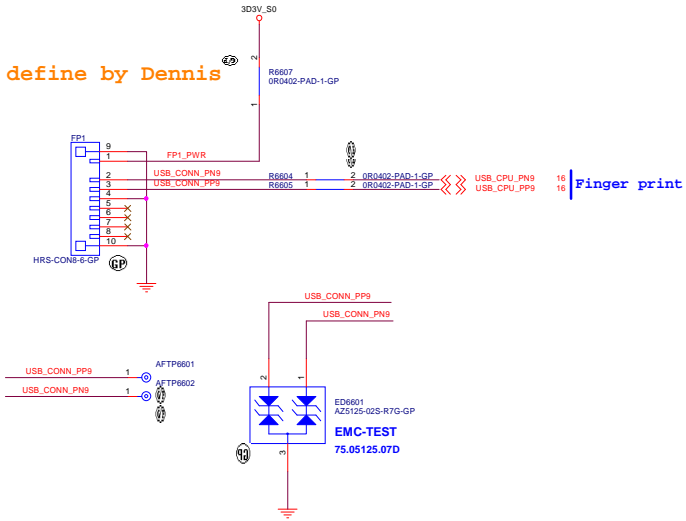 3D3V_S0
define by Dennis
2
R6607
0R0402-PAD-1-GP
1
FP1
9
1
FP1_PWR
2
USB_CONN_PN9
R6604
1
2
0R0402-PAD-1-GP
USB_CPU_PN9
16
3
USB_CONN_PP9
R6605
1
2
0R0402-PAD-1-GP
USB_CPU_PP9
16
Finger print
4
5
6
7
8
10
HRS-CON8-6-GP
GP
USB_CONN_PP9
USB_CONN_PN9
USB_CONN_PP9
1
AFTP6601
USB_CONN_PN9
1
AFTP6602
2
1
ED6601
AZ5125-02S-R7G-GP
EMC-TEST
75.05125.07D
3